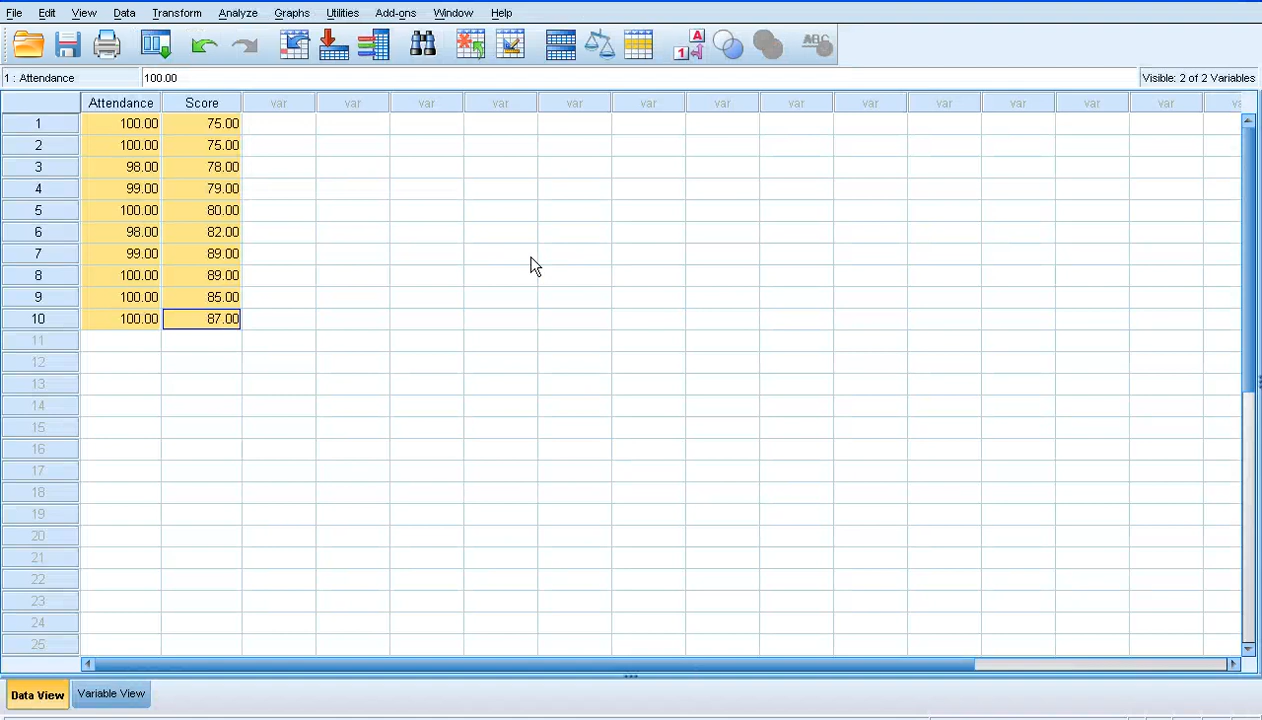 File Edit View Data Transform Analyze Graphs Utilities Add-ons Window Help
A
1
ABC
1 : Attendance 100.00 Visible: 2 of 2 Variables
Attendance Score var var var var var var var var var var var var var
1 100.00 75.00
2 100.00 75.00
3 98.00 78.00
4 99.00 79.00
5 100.00 80.00
6 98.00 82.00
7 99.00 89.00
8 100.00 89.00
9 100.00 85.00
10 100.00 87.00
11
12
13
14
15
16
17
18
19
20
21
22
23
24
25
Data View Variable View